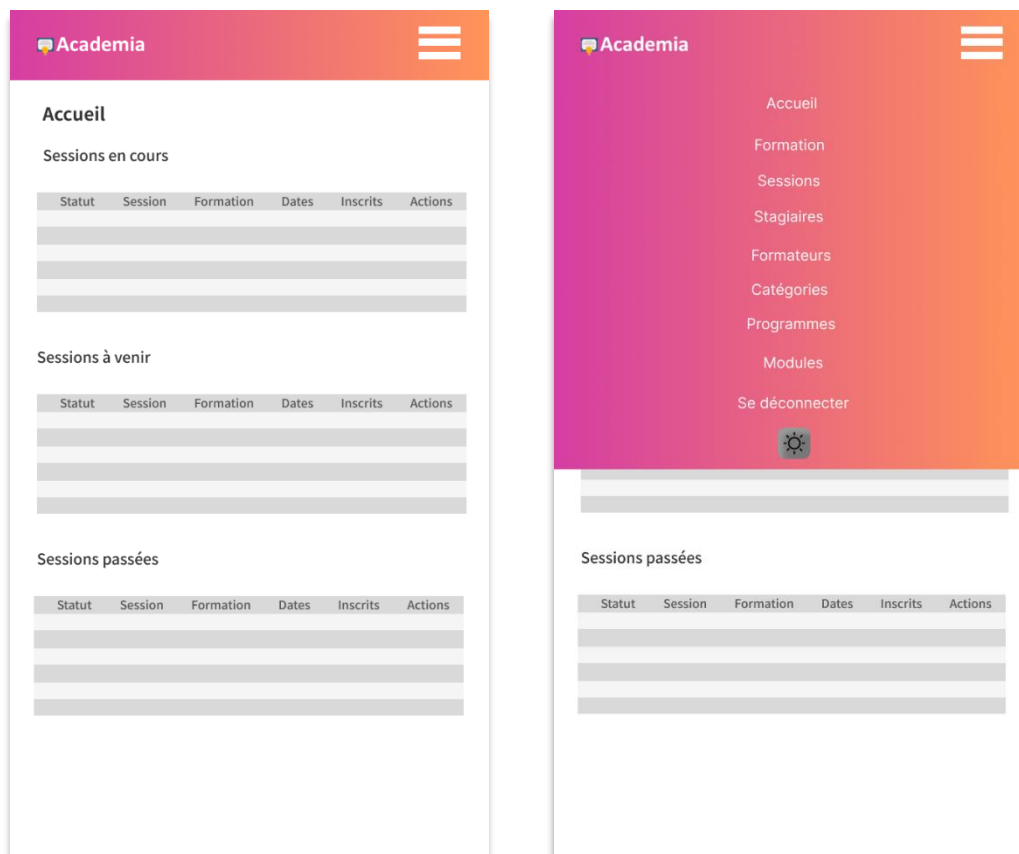 Academia
Accueil
Sessions en cours
Statut Session Formation Dates Inscrits Actions
Sessions à venir
Statut Session Formation Dates Inscrits Actions
Sessions passées
Statut Session Formation Dates Inscrits Actions
Academia
Accueil
Formation
Sessions
Stagiaires
Formateurs
Catégories
Programmes
Modules
Se déconnecter
Sessions passées
Statut Session Formation Dates Inscrits Actions